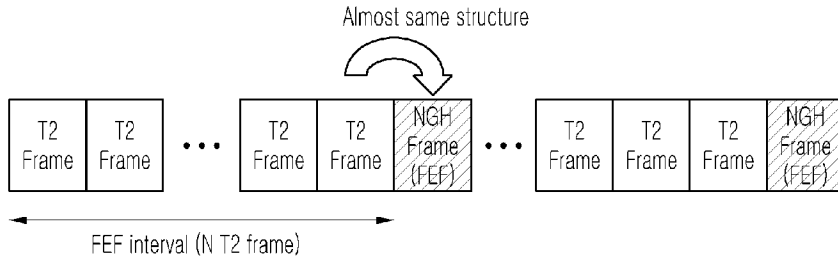 Almost same structure
T2 Frame
T2 Frame
...
T2 Frame
T2 Frame
NGH Frame (FEF)
...
T2 Frame
T2 Frame
T2 Frame
NGH Frame (FEF)
FEF interval (N T2 frame)